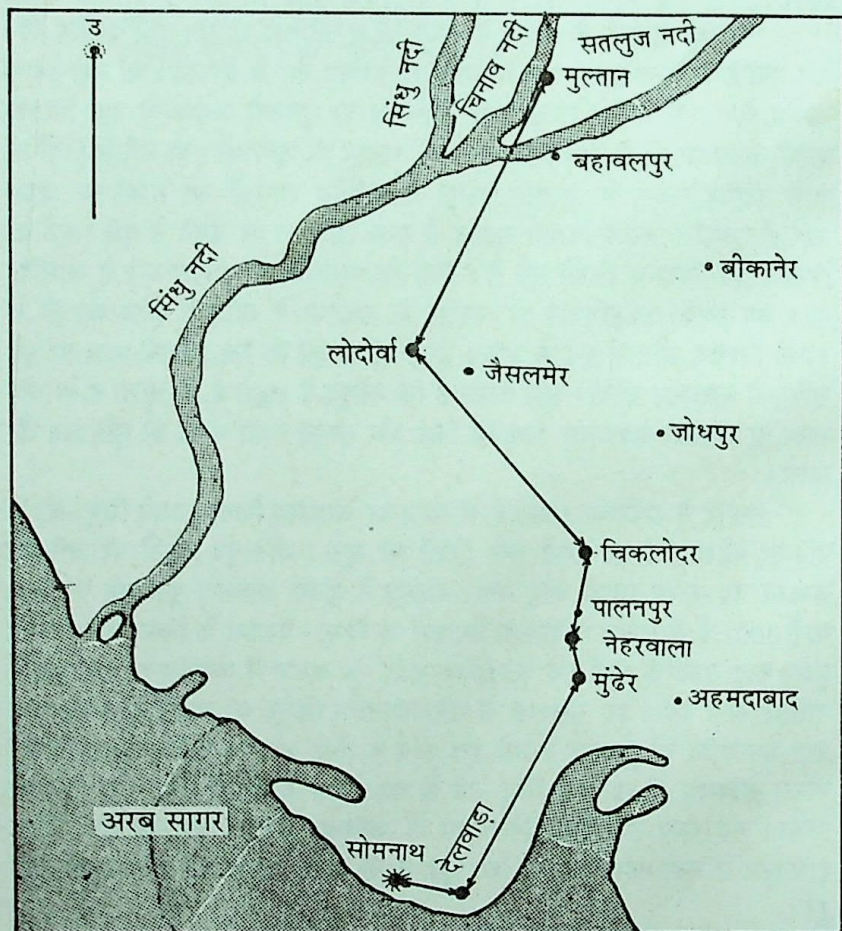 उ
सिंधु नदी
चिनाव नदी
सतलुज नदी
मुल्तान
बहावलपुर
बीकानेर
सिंधु नदी
लोदोर्वा
जैसलमेर
जोधपुर
चिकलोदर
पालनपुर
नेहरवाला
मुंढेर
अहमदाबाद
अरब सागर
सोमनाथ
देलवाड़ा